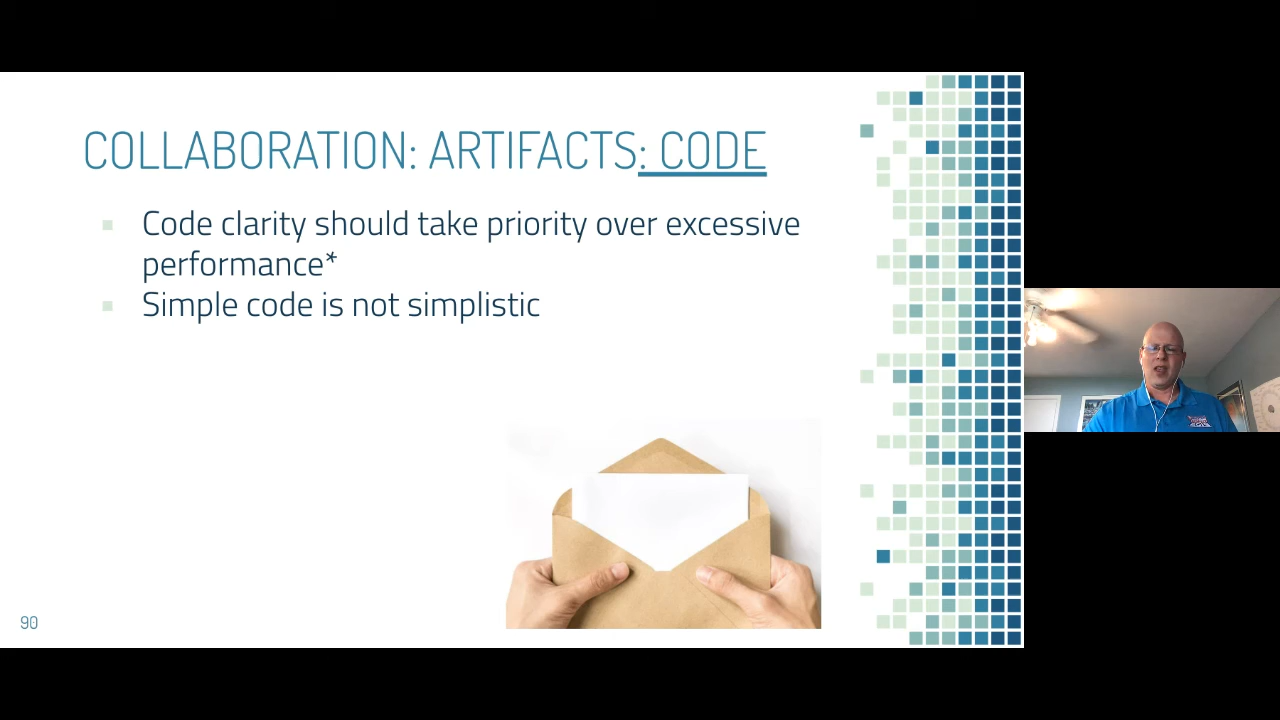 COLLABORATION: ARTIFACTS: CODE
Code clarity should take priority over excessive
performance*
Simple code is not simplistic
90